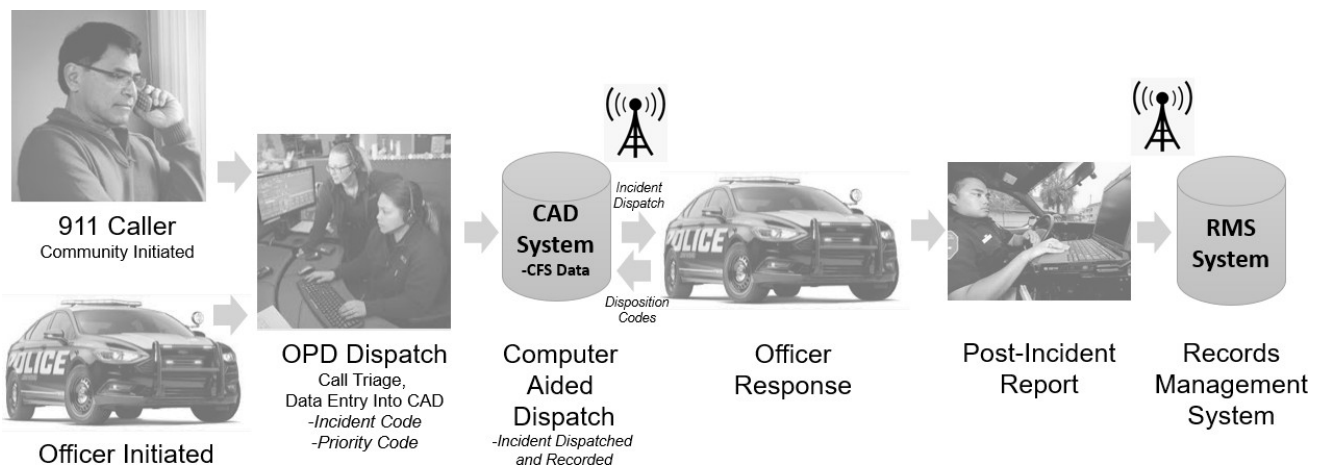 911 Caller
Community Initiated
POLICE
Officer Initiated
OPD Dispatch
Call Triage,
Data Entry Into CAD
-Incident Code
-Priority Code
CAD
System
-CFS Data
Computer
Aided
Dispatch
-Incident Dispatched
and Recorded
Incident
Dispatch
Disposition
Codes
POLICE
Officer
Response
Post-Incident
Report
RMS
System
Records
Management
System